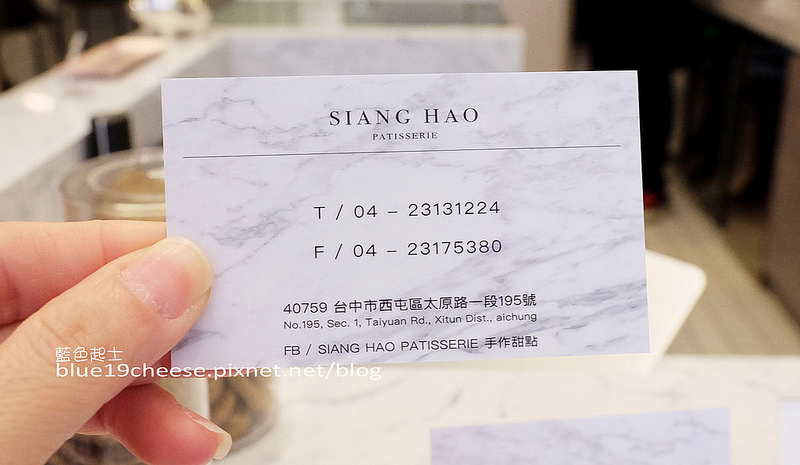 SIANG HAO
PATISSERIE
T / 04 – 23131224
F / 04 – 23175380
40759 台中市西屯區太原路一段195號
No.195, Sec. 1, Taiyuan Rd., Xitun Dist., aichung
FB / SIANG HAO PATISSERIE 手作甜點
藍色起士
blue19cheese.pixnet.net/blog